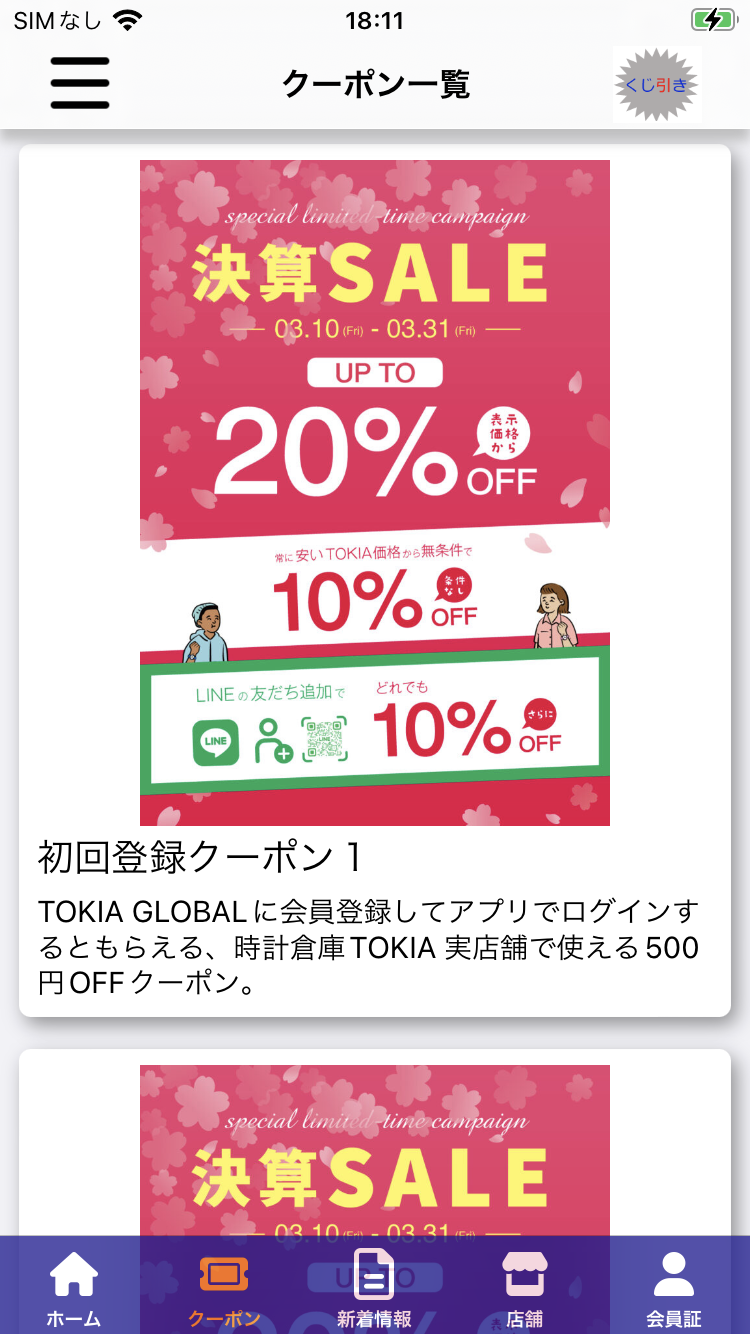 SIMなし
18:11
クーポン一覧
くじ引き
special limited-time campaign
決算SALE
03.10(Fri) - 03.31(Fri)
UP TO
20%
表示
価格
から
OFF
常に安いTOKIA価格から無条件で
10%
条件
なし
OFF
LINEの友だち追加で
どれでも
LINE
10%
さらに
OFF
初回登録クーポン1
TOKIA GLOBALに会員登録してアプリでログインす
るともらえる、時計倉庫TOKIA 実店舗で使える500
円OFFクーポン。
special limited-time campaign
決算SALE
03.10(Fri) - 03.31(Fri)
UP TO
ホーム
クーポン
新着情報
店舗
会員証